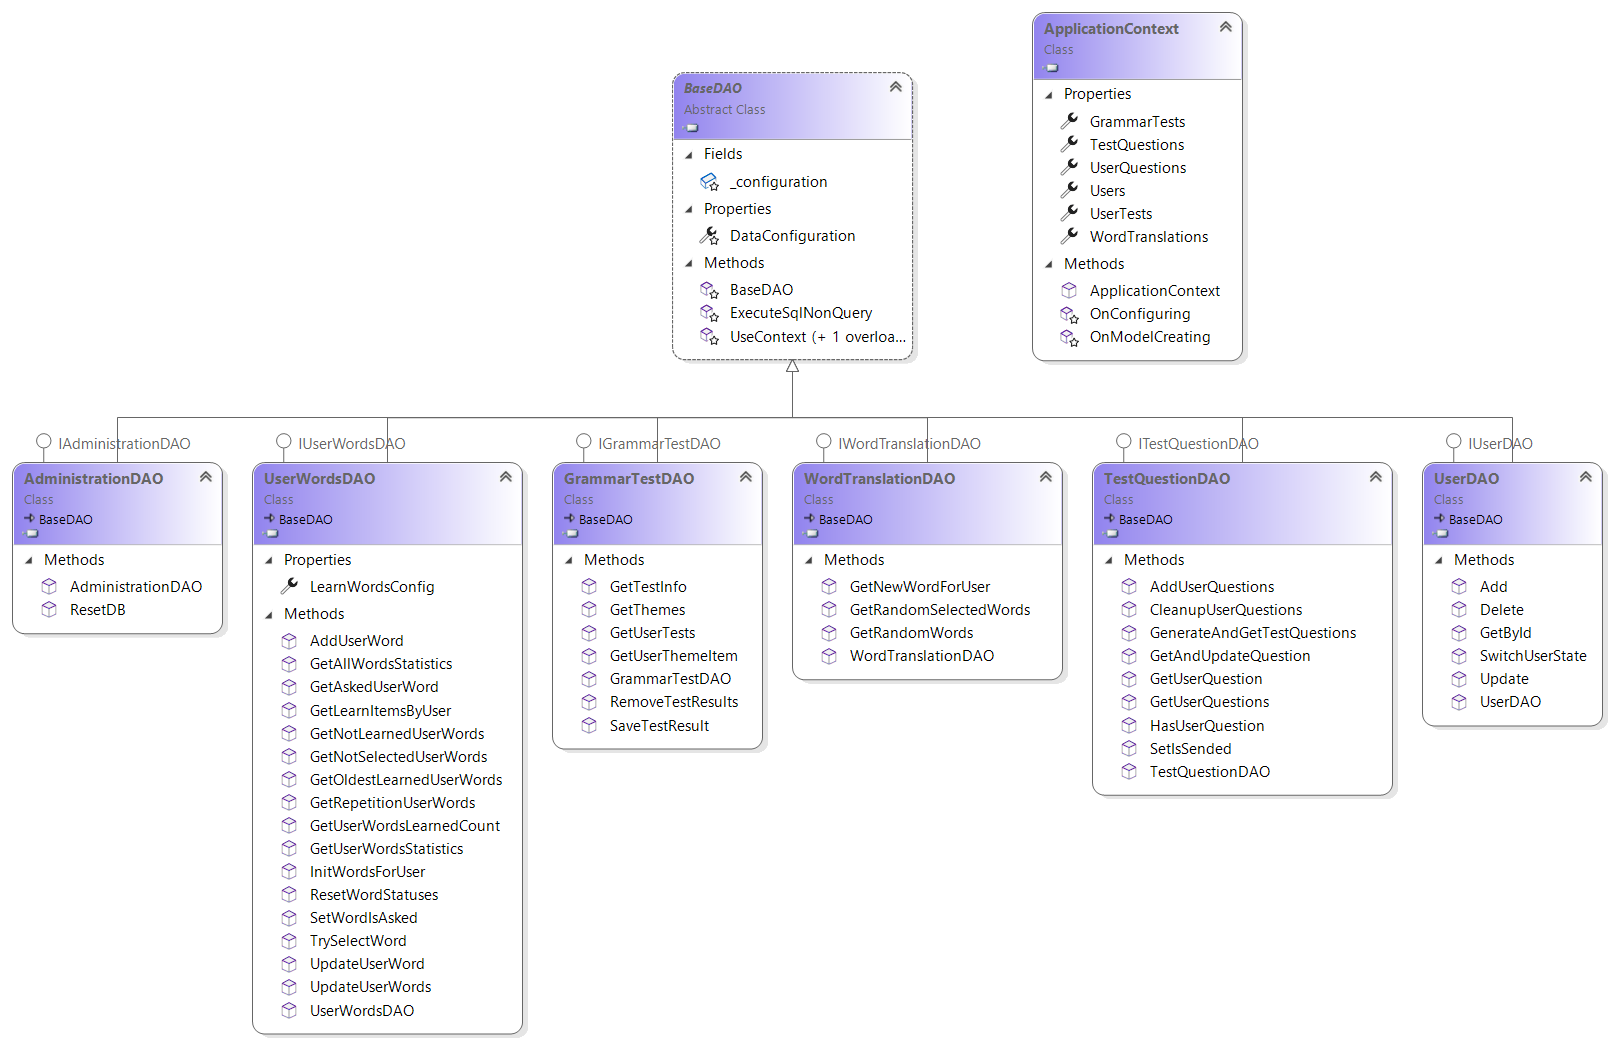 BaseDAO
Abstract Class
Fields
_configuration
Properties
DataConfiguration
Methods
BaseDAO
ExecuteSqlNonQuery
UseContext (+ 1 overloa...
ApplicationContext
Class
Properties
GrammarTests
TestQuestions
UserQuestions
Users
UserTests
WordTranslations
Methods
ApplicationContext
OnConfiguring
OnModelCreating
IAdministrationDAO
AdministrationDAO
Class
BaseDAO
Methods
AdministrationDAO
ResetDB
IUserWordsDAO
UserWordsDAO
Class
BaseDAO
Properties
LearnWordsConfig
Methods
AddUserWord
GetAllWordsStatistics
GetAskedUserWord
GetLearnItemsByUser
GetNotLearnedUserWords
GetNotSelectedUserWords
GetOldestLearnedUserWords
GetRepetitionUserWords
GetUserWordsLearnedCount
GetUserWordsStatistics
InitWordsForUser
ResetWordStatuses
SetWordIsAsked
TrySelectWord
UpdateUserWord
UpdateUserWords
UserWordsDAO
IGrammarTestDAO
GrammarTestDAO
Class
BaseDAO
Methods
GetTestInfo
GetThemes
GetUserTests
GetUserThemeItem
GrammarTestDAO
RemoveTestResults
SaveTestResult
IWordTranslationDAO
WordTranslationDAO
Class
BaseDAO
Methods
GetNewWordForUser
GetRandomSelectedWords
GetRandomWords
WordTranslationDAO
ITestQuestionDAO
TestQuestionDAO
Class
BaseDAO
Methods
AddUserQuestions
CleanupUserQuestions
GenerateAndGetTestQuestions
GetAndUpdateQuestion
GetUserQuestion
GetUserQuestions
HasUserQuestion
SetIsSended
TestQuestionDAO
IUserDAO
UserDAO
Class
BaseDAO
Methods
Add
Delete
GetById
SwitchUserState
Update
UserDAO